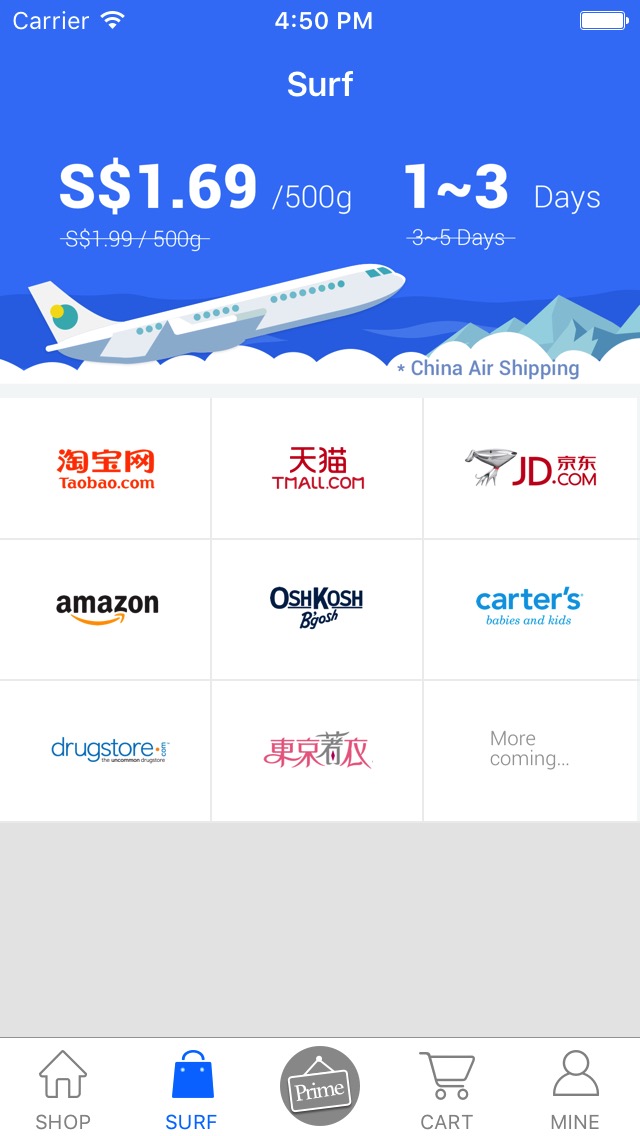 Carrier 4:50 PM
Surf
S$1.69 /500g 1~3 Days
S$1.99 / 500g 3~5 Days
* China Air Shipping
淘宝网
Taobao.com
天猫
TMALL.COM
JD.京东
.COM
amazon
OSHKOSH
B'gosh
carter's
babies and kids
drugstore.com™
the uncommon drugstore
東京著衣
More
coming...
Prime
SHOP SURF CART MINE